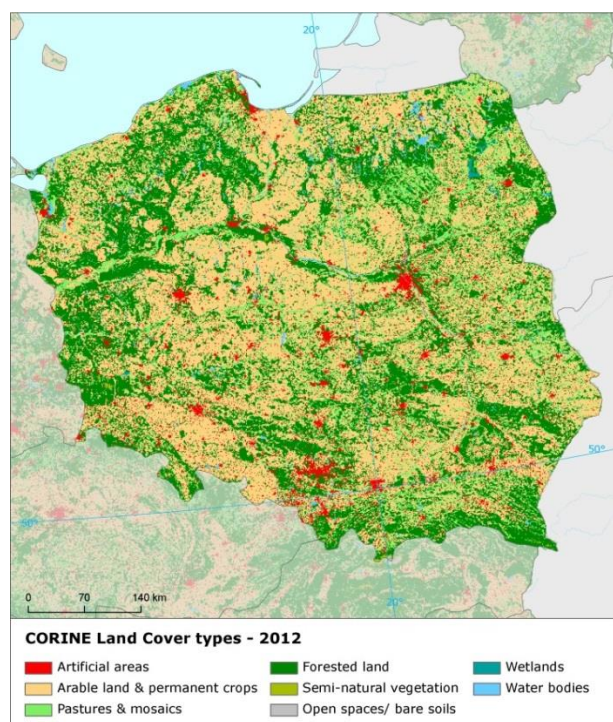 20°
50°
50°
20°
0 70 140 km
CORINE Land Cover types - 2012
Artificial areas
Forested land
Wetlands
Arable land & permanent crops
Semi-natural vegetation
Water bodies
Pastures & mosaics
Open spaces/ bare soils